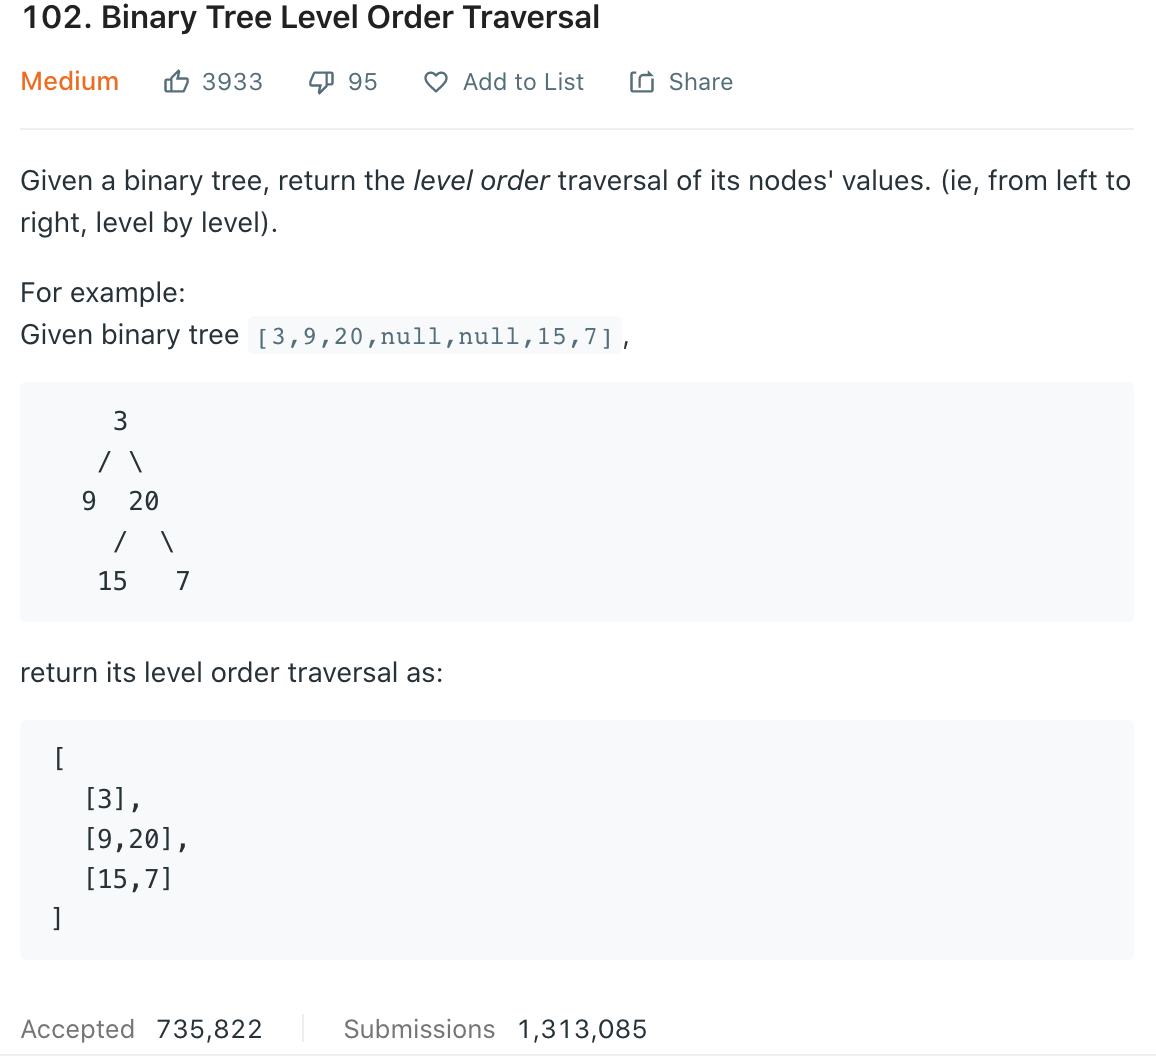 102. Binary Tree Level Order Traversal
Medium 3933 95 Add to List Share
Given a binary tree, return the level order traversal of its nodes' values. (ie, from left to
right, level by level).
For example:
Given binary tree [3,9,20,null,null,15,7],
3
/ \
9 20
/ \
15 7
return its level order traversal as:
[
[3],
[9,20],
[15,7]
]
Accepted 735,822 Submissions 1,313,085